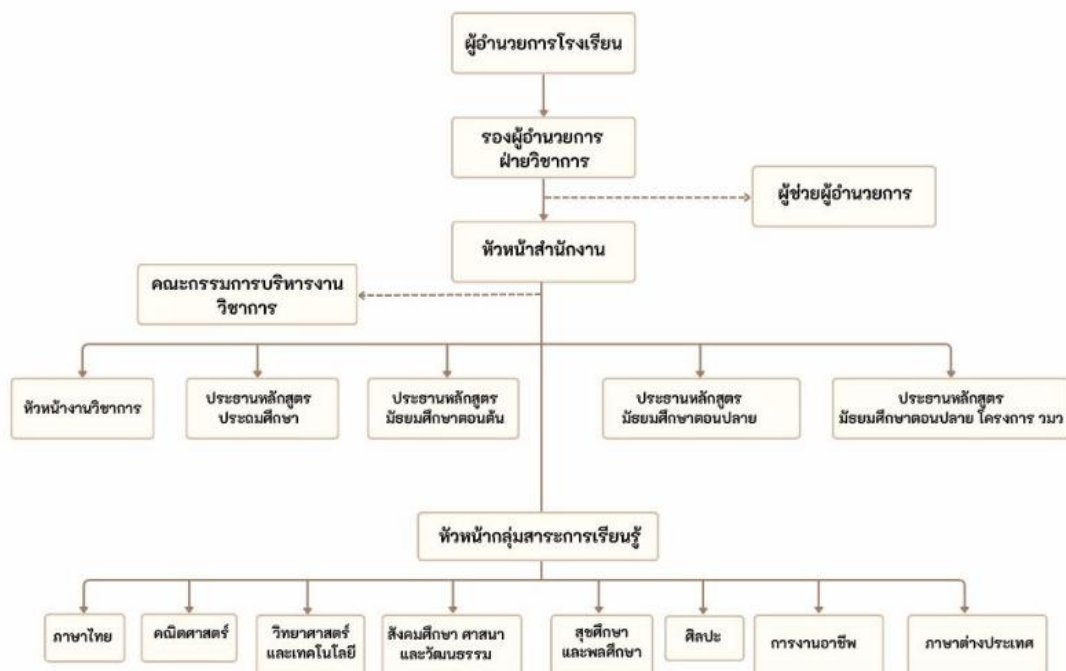 ผู้อำนวยการโรงเรียน
รองผู้อำนวยการ
ฝ่ายวิชาการ
ผู้ช่วยผู้อำนวยการ
หัวหน้าสำนักงาน
คณะกรรมการบริหารงาน
วิชาการ
หัวหน้างานวิชาการ
ประธานหลักสูตร
ประถมศึกษา
ประธานหลักสูตร
มัธยมศึกษาตอนต้น
ประธานหลักสูตร
มัธยมศึกษาตอนปลาย
ประธานหลักสูตร
มัธยมศึกษาตอนปลาย โครงการ วมว
หัวหน้ากลุ่มสาระการเรียนรู้
ภาษาไทย
คณิตศาสตร์
วิทยาศาสตร์
และเทคโนโลยี
สังคมศึกษา ศาสนา
และวัฒนธรรม
สุขศึกษา
และพลศึกษา
ศิลปะ
การงานอาชีพ
ภาษาต่างประเทศ